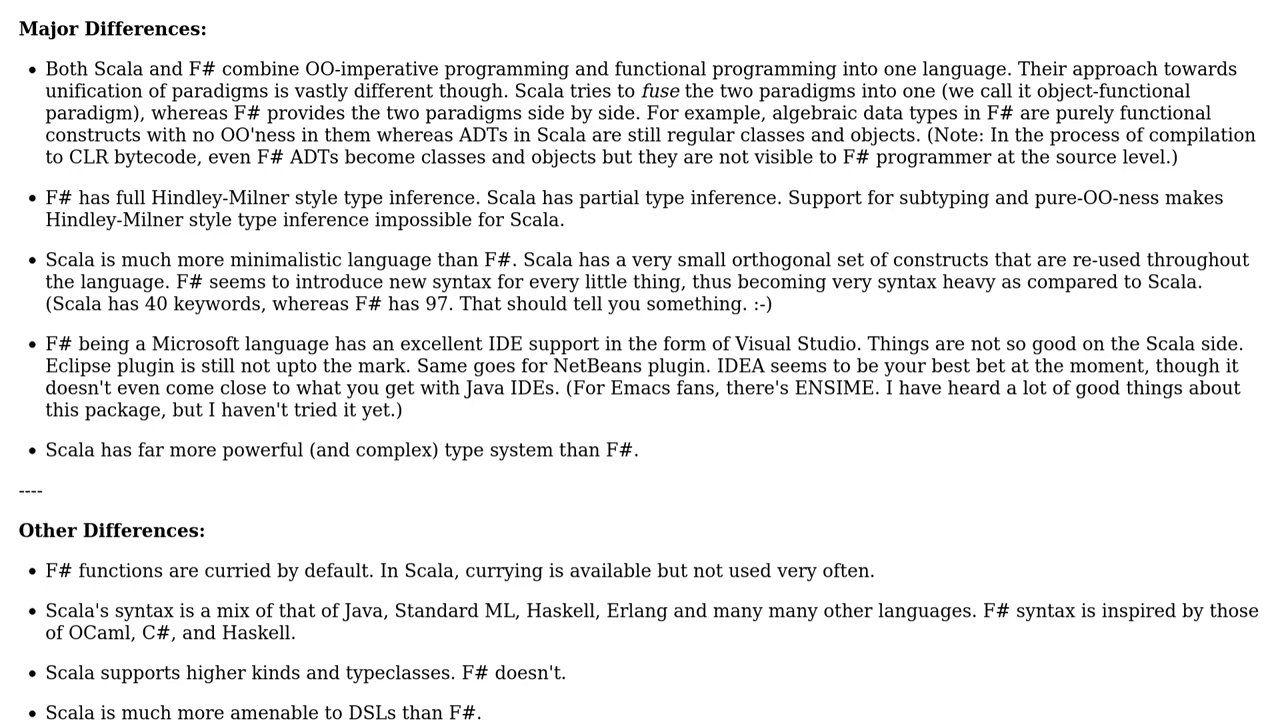 Major Differences:
• Both Scala and F# combine OO-imperative programming and functional programming into one language. Their approach towards
unification of paradigms is vastly different though. Scala tries to fuse the two paradigms into one (we call it object-functional
paradigm), whereas F# provides the two paradigms side by side. For example, algebraic data types in F# are purely functional
constructs with no OO'ness in them whereas ADTs in Scala are still regular classes and objects. (Note: In the process of compilation
to CLR bytecode, even F# ADTs become classes and objects but they are not visible to F# programmer at the source level.)
• F# has full Hindley-Milner style type inference. Scala has partial type inference. Support for subtyping and pure-OO-ness makes
Hindley-Milner style type inference impossible for Scala.
• Scala is much more minimalistic language than F#. Scala has a very small orthogonal set of constructs that are re-used throughout
the language. F# seems to introduce new syntax for every little thing, thus becoming very syntax heavy as compared to Scala.
(Scala has 40 keywords, whereas F# has 97. That should tell you something. :-)
• F# being a Microsoft language has an excellent IDE support in the form of Visual Studio. Things are not so good on the Scala side.
Eclipse plugin is still not upto the mark. Same goes for NetBeans plugin. IDEA seems to be your best bet at the moment, though it
doesn't even come close to what you get with Java IDEs. (For Emacs fans, there's ENSIME. I have heard a lot of good things about
this package, but I haven't tried it yet.)
• Scala has far more powerful (and complex) type system than F#.
----
Other Differences:
• F# functions are curried by default. In Scala, currying is available but not used very often.
• Scala's syntax is a mix of that of Java, Standard ML, Haskell, Erlang and many many other languages. F# syntax is inspired by those
of OCaml, C#, and Haskell.
• Scala supports higher kinds and typeclasses. F# doesn't.
• Scala is much more amenable to DSLs than F#.